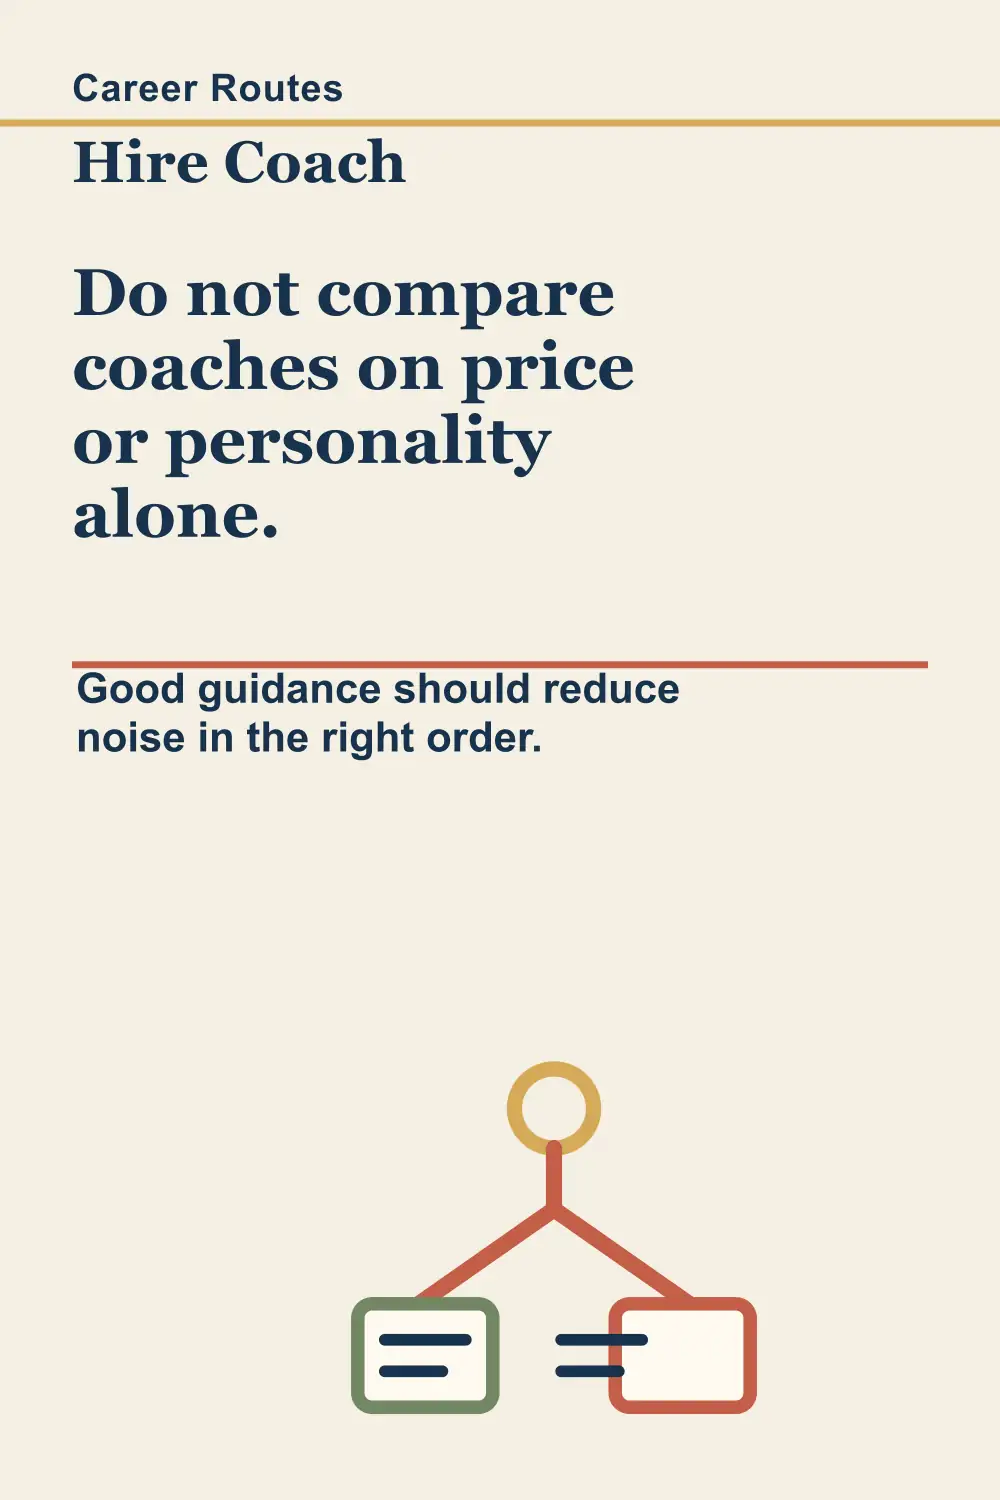 Career Routes
Hire Coach
Do not compare
coaches on price
or personality
alone.
Good guidance should reduce
noise in the right order.